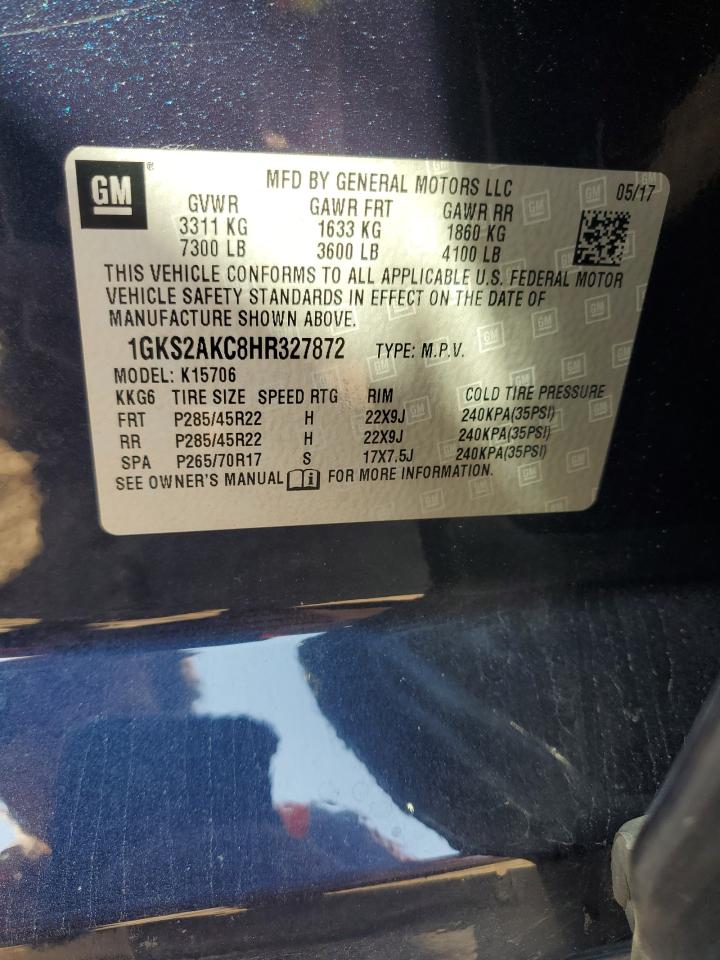 GM ®
MFD BY GENERAL MOTORS LLC 05/17
GVWR GAWR FRT GAWR RR
3311 KG 1633 KG 1860 KG
7300 LB 3600 LB 4100 LB
THIS VEHICLE CONFORMS TO ALL APPLICABLE U.S. FEDERAL MOTOR
VEHICLE SAFETY STANDARDS IN EFFECT ON THE DATE OF
MANUFACTURE SHOWN ABOVE.
1GKS2AKC8HR327872 TYPE: M.P.V.
MODEL: K15706
KKG6 TIRE SIZE SPEED RTG RIM COLD TIRE PRESSURE
FRT P285/45R22 H 22X9J 240KPA(35PSI)
RR P285/45R22 H 22X9J 240KPA(35PSI)
SPA P265/70R17 S 17X7.5J 240KPA(35PSI)
SEE OWNER'S MANUAL i FOR MORE INFORMATION.